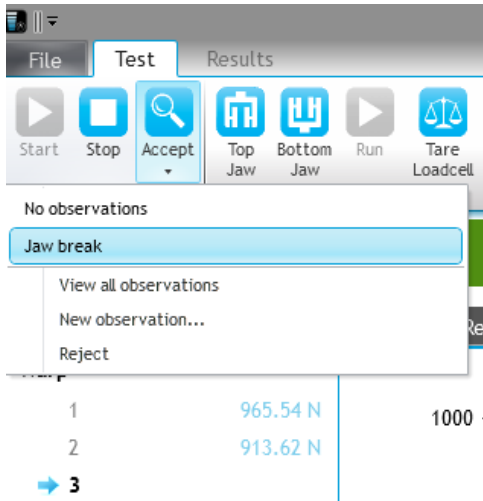 File Test Results
Start Stop Accept Top Jaw Bottom Jaw Run Tare Loadcell
No observations
Jaw break
View all observations
New observation...
Reject
1 965.54 N
1000
2 913.62 N
3